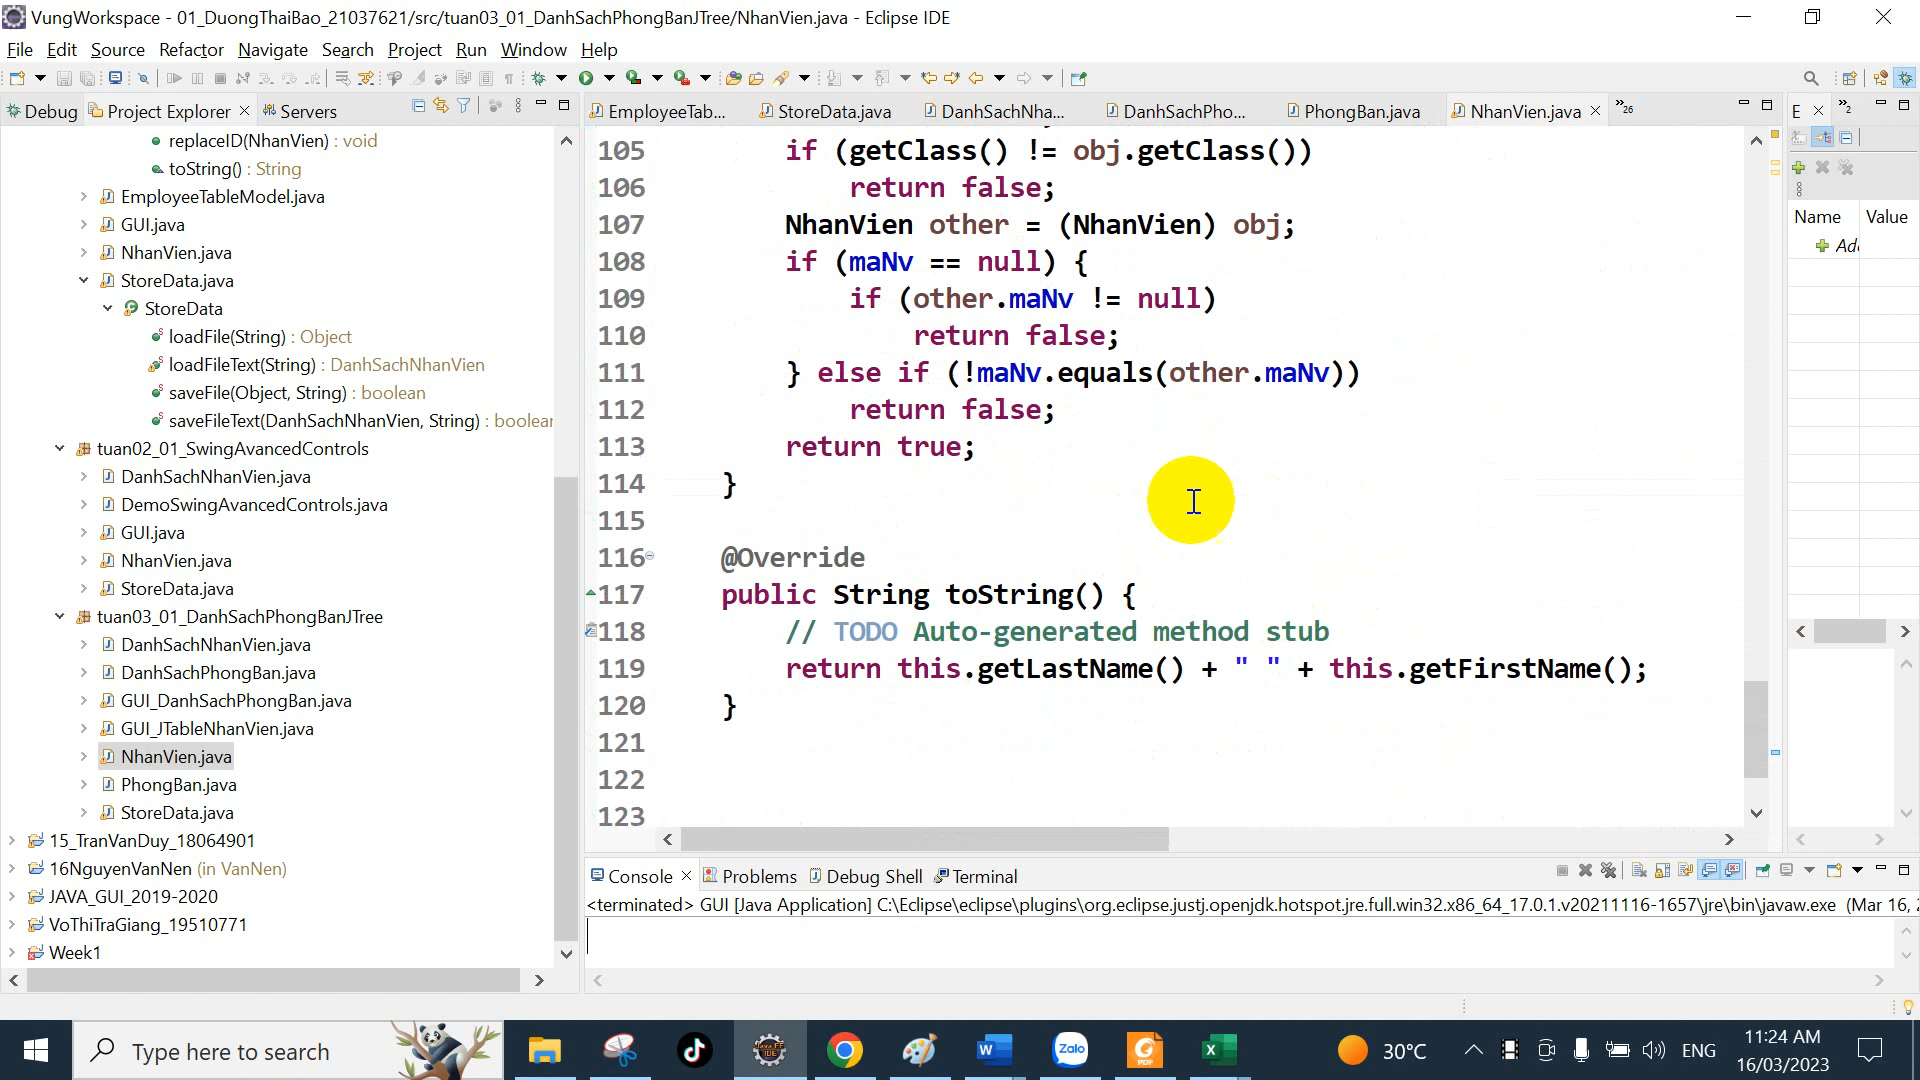 VungWorkspace - 01_DuongThaiBao_21037621/src/tuan03_01_DanhSachPhongBanJTree/NhanVien.java - Eclipse IDE
File Edit Source Refactor Navigate Search Project Run Window Help
Debug Project Explorer Servers
replaceID(NhanVien) : void
toString() : String
EmployeeTableModel.java
GUI.java
NhanVien.java
StoreData.java
StoreData
loadFile(String) : Object
loadFileText(String) : DanhSachNhanVien
saveFile(Object, String) : boolean
saveFileText(DanhSachNhanVien, String) : boolean
tuan02_01_SwingAvancedControls
DanhSachNhanVien.java
DemoSwingAvancedControls.java
GUI.java
NhanVien.java
StoreData.java
tuan03_01_DanhSachPhongBanJTree
DanhSachNhanVien.java
DanhSachPhongBan.java
GUI_DanhSachPhongBan.java
GUI_JTableNhanVien.java
NhanVien.java
PhongBan.java
StoreData.java
15_TranVanDuy_18064901
16NguyenVanNen (in VanNen)
JAVA_GUI_2019-2020
VoThiTraGiang_19510771
Week1
EmployeeTab... StoreData.java DanhSachNha... DanhSachPho... PhongBan.java NhanVien.java 26
105 if (getClass() != obj.getClass())
106 return false;
107 NhanVien other = (NhanVien) obj;
108 if (maNv == null) {
109 if (other.maNv != null)
110 return false;
111 } else if (!maNv.equals(other.maNv))
112 return false;
113 return true;
114 }
115
116 @Override
117 public String toString() {
118 // TODO Auto-generated method stub
119 return this.getLastName() + " " + this.getFirstName();
120 }
121
122
123
E 2
Name Value
Ad
Console Problems Debug Shell Terminal
<terminated> GUI [Java Application] C:\Eclipse\eclipse\plugins\org.eclipse.justj.openjdk.hotspot.jre.full.win32.x86_64_17.0.1.v20211116-1657\jre\bin\javaw.exe (Mar 16, 2
Type here to search
Zalo
PDF
30°C
ENG
11:24 AM
16/03/2023